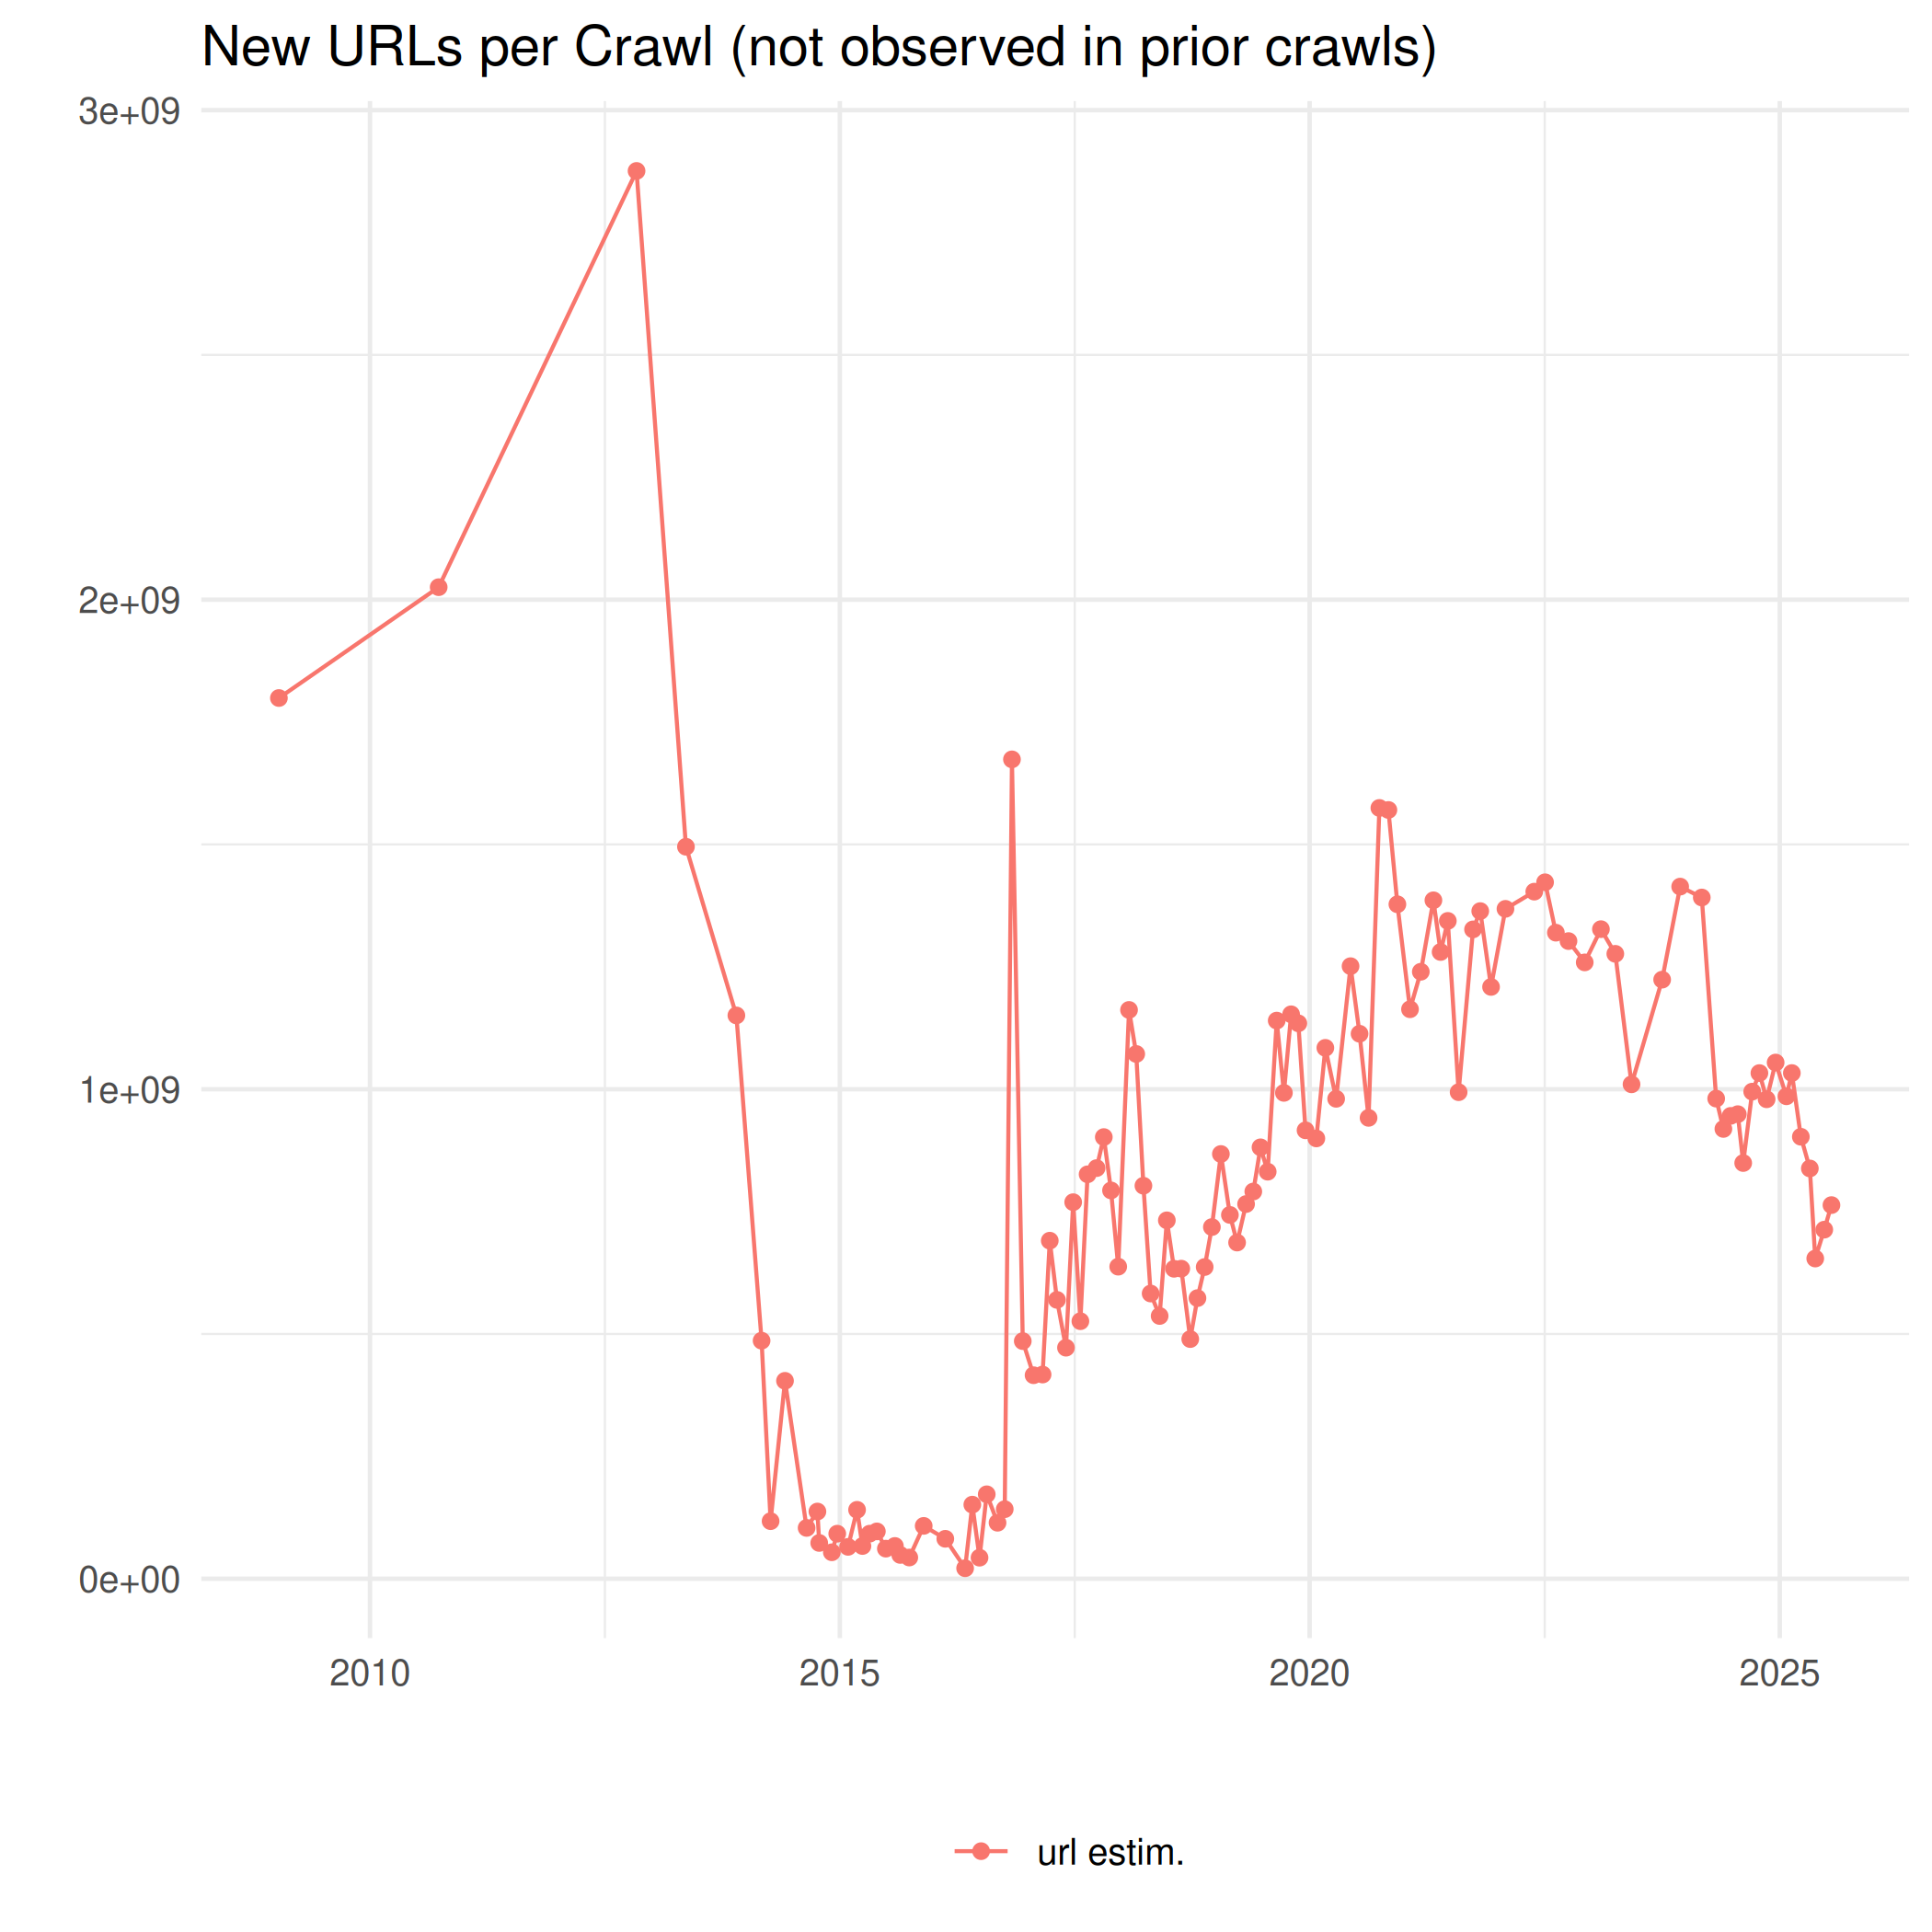 New URLs per Crawl (not observed in prior crawls)
3e+09
2e+09
1e+09
0e+00
2010 2015 2020 2025
url estim.